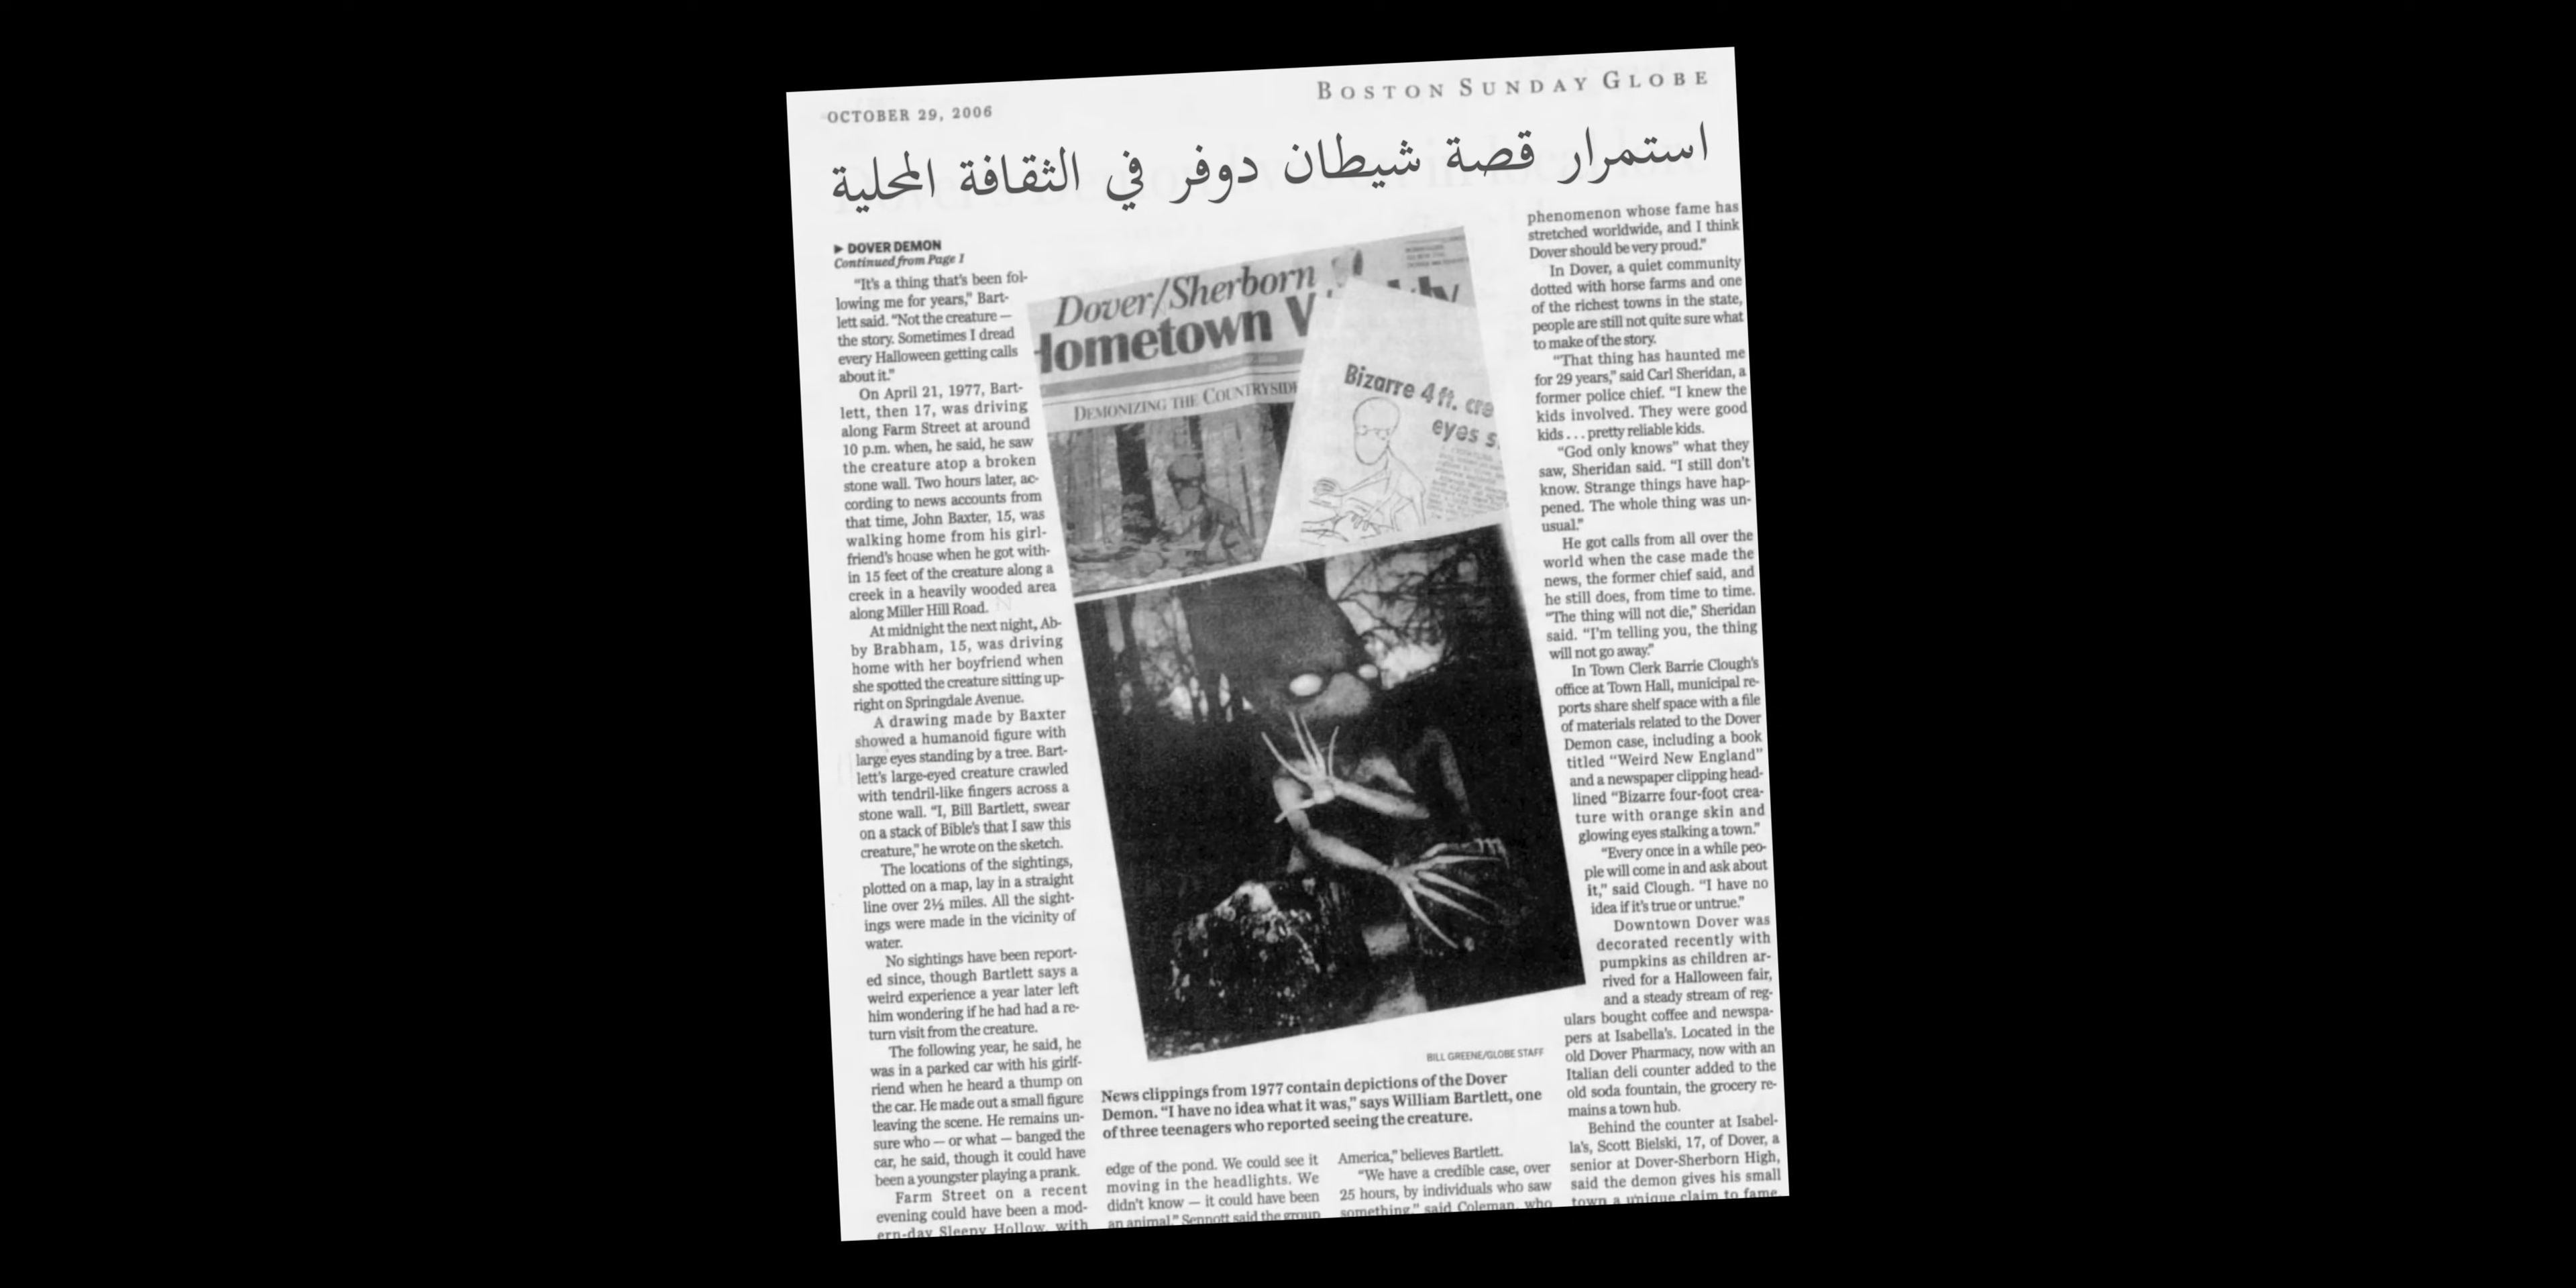 OCTOBER 29, 2006
BOSTON SUNDAY GLOBE
استمرار قصة شيطان دوفر في الثقافة المحلية
▶ DOVER DEMON
Continued from Page 1
"It's a thing that's been fol-
lowing me for years," Bart-
lett said. "Not the creature —
the story. Sometimes I dread
every Halloween getting calls
about it."
On April 21, 1977, Bart-
lett, then 17, was driving
along Farm Street at around
10 p.m. when, he said, he saw
the creature atop a broken
stone wall. Two hours later, ac-
cording to news accounts from
that time, John Baxter, 15, was
walking home from his girl-
friend's house when he got with-
in 15 feet of the creature along a
creek in a heavily wooded area
along Miller Hill Road.
At midnight the next night, Ab-
by Brabham, 15, was driving
home with her boyfriend when
she spotted the creature sitting up-
right on Springdale Avenue.
A drawing made by Baxter
showed a humanoid figure with
large eyes standing by a tree. Bart-
lett's large-eyed creature crawled
with tendril-like fingers across a
stone wall. "I, Bill Bartlett, swear
on a stack of Bible's that I saw this
creature," he wrote on the sketch.
The locations of the sightings,
plotted on a map, lay in a straight
line over 2½ miles. All the sight-
ings were made in the vicinity of
water.
No sightings have been report-
ed since, though Bartlett says a
weird experience a year later left
him wondering if he had had a re-
turn visit from the creature.
The following year, he said, he
was in a parked car with his girlf-
riend when he heard a thump on
the car. He made out a small figure
leaving the scene. He remains un-
sure who — or what — banged the
car, he said, though it could have
been a youngster playing a prank.
Farm Street on a recent
evening could have been a mod-
ern-day Sleepy Hollow, with
Dover/Sherborn
Hometown
DEMONIZING THE COUNTRYSIDE
Bizarre 4 ft. cre
eyes s
BILL GREENE/GLOBE STAFF
News clippings from 1977 contain depictions of the Dover
Demon. "I have no idea what it was," says William Bartlett, one
of three teenagers who reported seeing the creature.
edge of the pond. We could see it
moving in the headlights. We
didn't know — it could have been
an animal." Sennott said the group
America," believes Bartlett.
"We have a credible case, over
25 hours, by individuals who saw
something," said Coleman, who
phenomenon whose fame has
stretched worldwide, and I think
Dover should be very proud."
In Dover, a quiet community
dotted with horse farms and one
of the richest towns in the state,
people are still not quite sure what
to make of the story.
"That thing has haunted me
for 29 years," said Carl Sheridan, a
former police chief. "I knew the
kids involved. They were good
kids . . . pretty reliable kids.
"God only knows" what they
saw, Sheridan said. "I still don't
know. Strange things have hap-
pened. The whole thing was un-
usual."
He got calls from all over the
world when the case made the
news, the former chief said, and
he still does, from time to time.
"The thing will not die," Sheridan
said. "I'm telling you, the thing
will not go away."
In Town Clerk Barrie Clough's
office at Town Hall, municipal re-
ports share shelf space with a file
of materials related to the Dover
Demon case, including a book
titled "Weird New England"
and a newspaper clipping head-
lined "Bizarre four-foot crea-
ture with orange skin and
glowing eyes stalking a town."
"Every once in a while peo-
ple will come in and ask about
it," said Clough. "I have no
idea if it's true or untrue."
Downtown Dover was
decorated recently with
pumpkins as children ar-
rived for a Halloween fair,
and a steady stream of reg-
ulars bought coffee and newspa-
pers at Isabella's. Located in the
old Dover Pharmacy, now with an
Italian deli counter added to the
old soda fountain, the grocery re-
mains a town hub.
Behind the counter at Isabel-
la's, Scott Bielski, 17, of Dover, a
senior at Dover-Sherborn High,
said the demon gives his small
town a unique claim to fame.